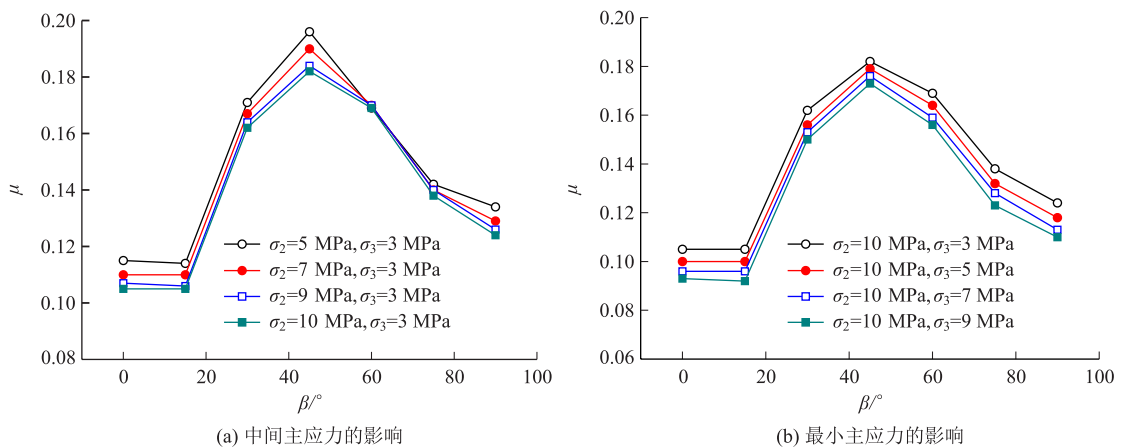 0.20
0.18
0.16
0.14
0.12
0.10
0.08
μ
σ2=5 MPa, σ3=3 MPa
σ2=7 MPa, σ3=3 MPa
σ2=9 MPa, σ3=3 MPa
σ2=10 MPa, σ3=3 MPa
0 20 40 60 80 100
β/°
(a) 中间主应力的影响
0.20
0.18
0.16
0.14
0.12
0.10
0.08
0.06
μ
σ2=10 MPa, σ3=3 MPa
σ2=10 MPa, σ3=5 MPa
σ2=10 MPa, σ3=7 MPa
σ2=10 MPa, σ3=9 MPa
0 20 40 60 80 100
β/°
(b) 最小主应力的影响